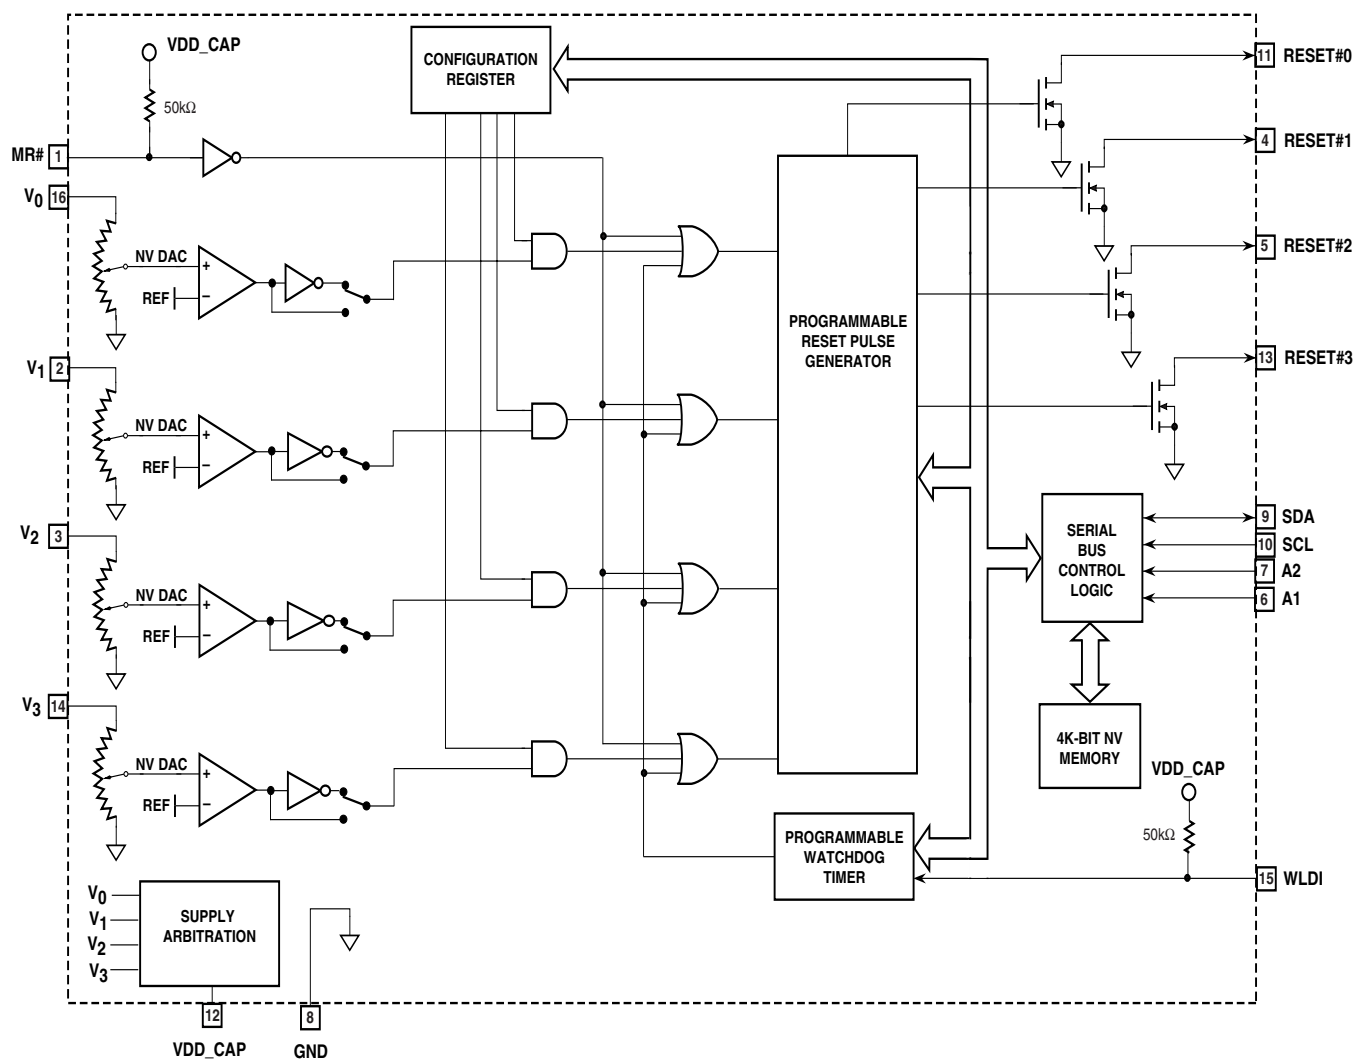 VDD_CAP
50kΩ
MR# 1
V0 16
NV DAC
+
REF
−
V1 2
NV DAC
+
REF
−
V2 3
NV DAC
+
REF
−
V3 14
NV DAC
+
REF
−
CONFIGURATION
REGISTER
PROGRAMMABLE
RESET PULSE
GENERATOR
11 RESET#0
4 RESET#1
5 RESET#2
13 RESET#3
SERIAL
BUS
CONTROL
LOGIC
9 SDA
10 SCL
7 A2
6 A1
4K-BIT NV
MEMORY
VDD_CAP
50kΩ
PROGRAMMABLE
WATCHDOG
TIMER
15 WLDI
V0
V1
V2
V3
SUPPLY
ARBITRATION
12
VDD_CAP
8
GND